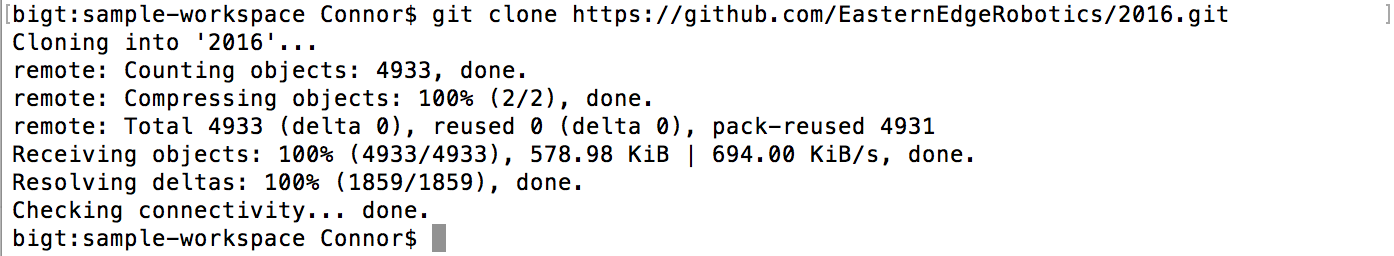 [bigt:sample-workspace Connor$ git clone https://github.com/EasternEdgeRobotics/2016.git ]
Cloning into '2016'...
remote: Counting objects: 4933, done.
remote: Compressing objects: 100% (2/2), done.
remote: Total 4933 (delta 0), reused 0 (delta 0), pack-reused 4931
Receiving objects: 100% (4933/4933), 578.98 KiB | 694.00 KiB/s, done.
Resolving deltas: 100% (1859/1859), done.
Checking connectivity... done.
bigt:sample-workspace Connor$